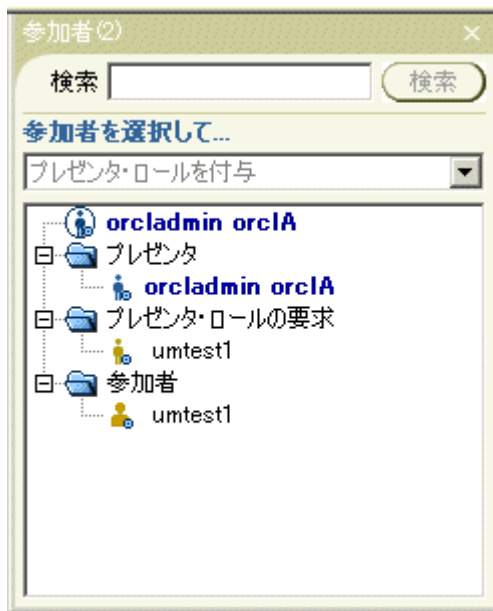 参加者(2)
検索 検索
参加者を選択して...
プレゼンタ・ロールを付与
orcladmin orclA
プレゼンタ
orcladmin orclA
プレゼンタ・ロールの要求
umtest1
参加者
umtest1